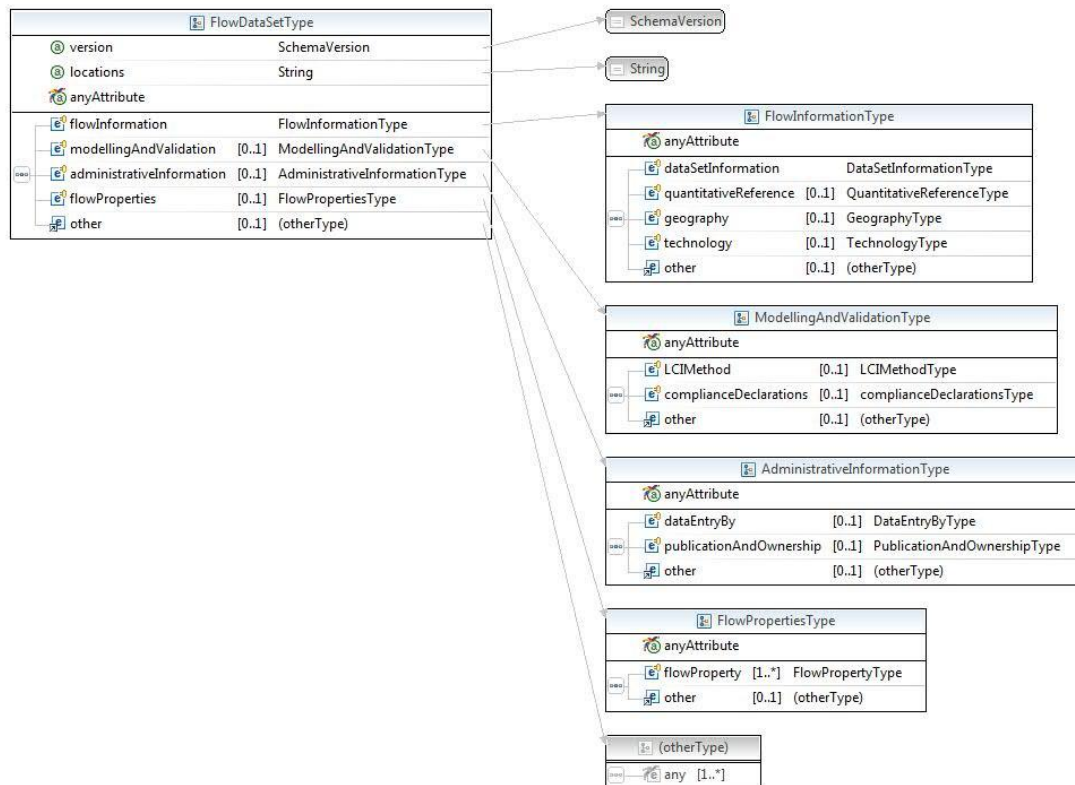 FlowDataSetType
version SchemaVersion
locations String
anyAttribute
flowInformation FlowInformationType
modellingAndValidation [0..1] ModellingAndValidationType
administrativeInformation [0..1] AdministrativeInformationType
flowProperties [0..1] FlowPropertiesType
other [0..1] (otherType)
SchemaVersion
String
FlowInformationType
anyAttribute
dataSetInformation DataSetInformationType
quantitativeReference [0..1] QuantitativeReferenceType
geography [0..1] GeographyType
technology [0..1] TechnologyType
other [0..1] (otherType)
ModellingAndValidationType
anyAttribute
LCIMethod [0..1] LCIMethodType
complianceDeclarations [0..1] complianceDeclarationsType
other [0..1] (otherType)
AdministrativeInformationType
anyAttribute
dataEntryBy [0..1] DataEntryByType
publicationAndOwnership [0..1] PublicationAndOwnershipType
other [0..1] (otherType)
FlowPropertiesType
anyAttribute
flowProperty [1..*] FlowPropertyType
other [0..1] (otherType)
(otherType)
any [1..*]